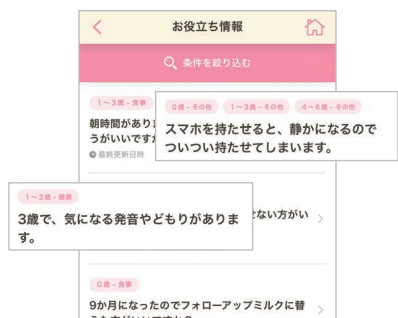 お役立ち情報
条件を絞り込む
1～3歳 - 食事
朝時間があり
うがいいです
最終更新日時
0歳 - その他 1～3歳 - その他 4～6歳 - その他
スマホを持たせると、静かになるので
ついつい持たせてしまいます。
1～3歳 - 健康
3歳で、気になる発音やどもりがありま
す。
せない方がい
0歳 - 食事
9か月になったのでフォローアップミルクに替